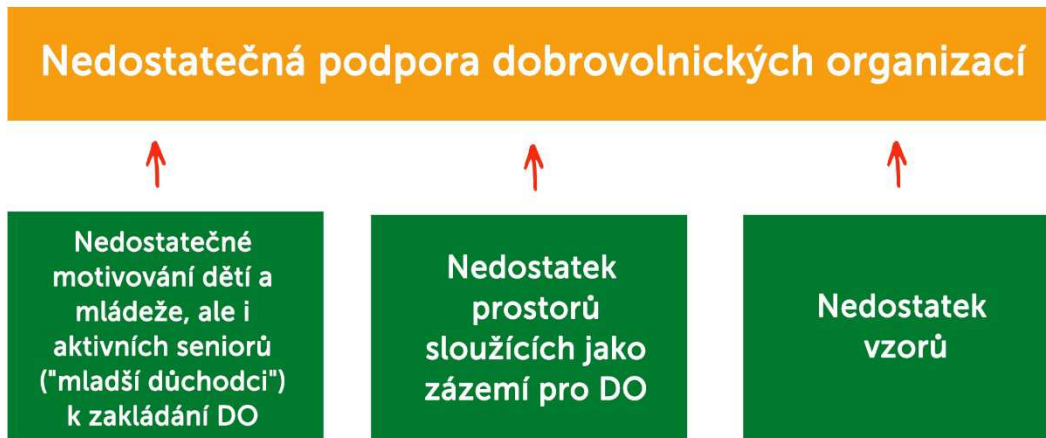 Nedostatečná podpora dobrovolnických organizací
Nedostatečné
motivování dětí a
mládeže, ale i
aktivních seniorů
("mladší důchodci")
k zakládání DO
Nedostatek
prostorů
sloužících jako
zázemí pro DO
Nedostatek
vzorů